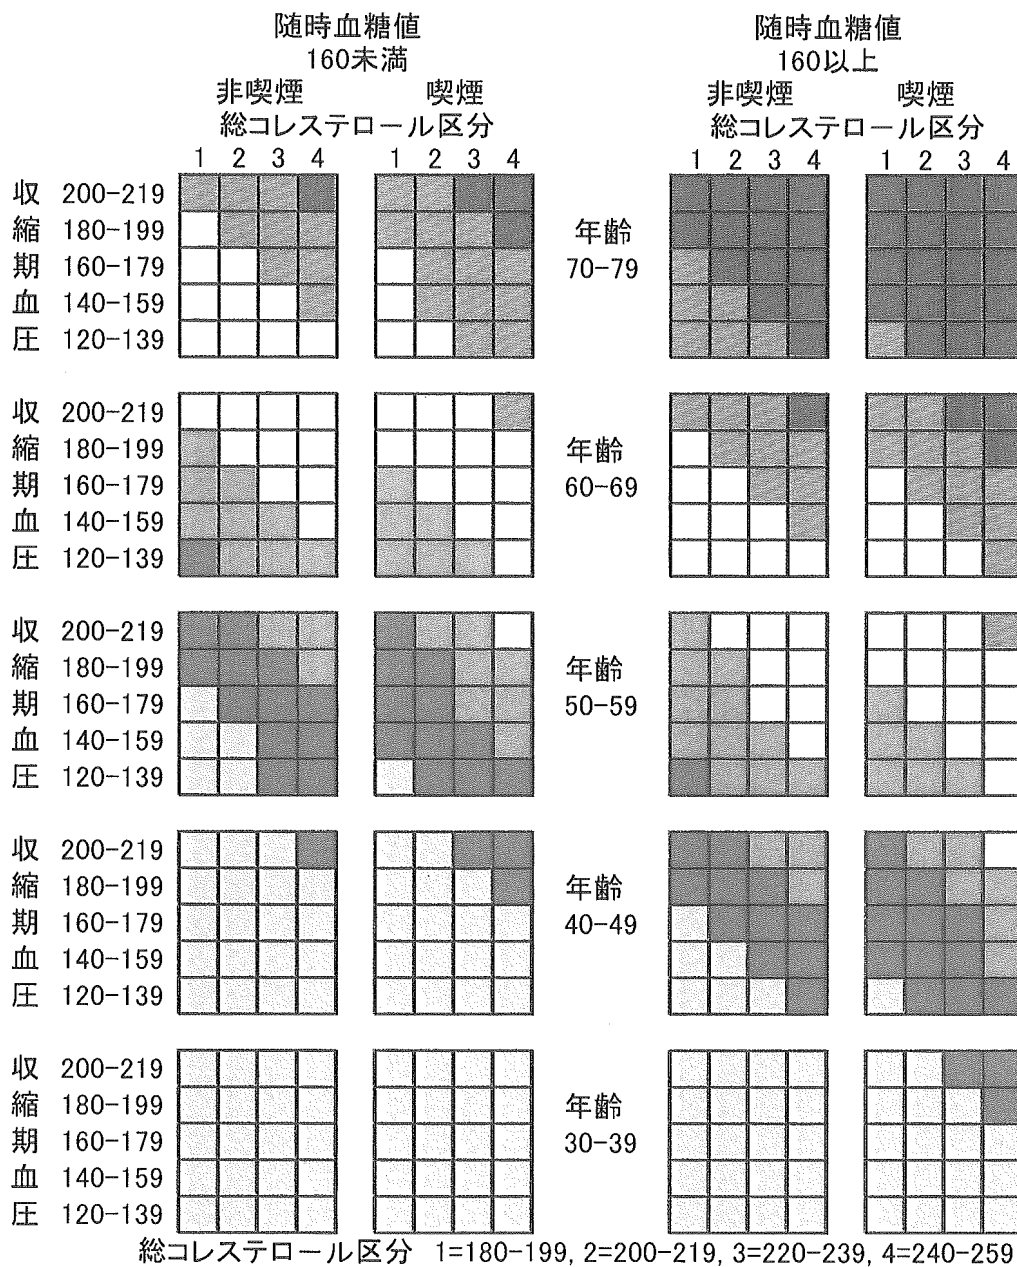 随時血糖値
160未満
非喫煙 喫煙
総コレステロール区分
1 2 3 4 1 2 3 4
随時血糖値
160以上
非喫煙 喫煙
総コレステロール区分
1 2 3 4 1 2 3 4
収 200-219
縮 180-199
期 160-179
血 140-159
圧 120-139
年齢
70-79
収 200-219
縮 180-199
期 160-179
血 140-159
圧 120-139
年齢
60-69
収 200-219
縮 180-199
期 160-179
血 140-159
圧 120-139
年齢
50-59
収 200-219
縮 180-199
期 160-179
血 140-159
圧 120-139
年齢
40-49
収 200-219
縮 180-199
期 160-179
血 140-159
圧 120-139
年齢
30-39
総コレステロール区分 1=180-199, 2=200-219, 3=220-239, 4=240-259